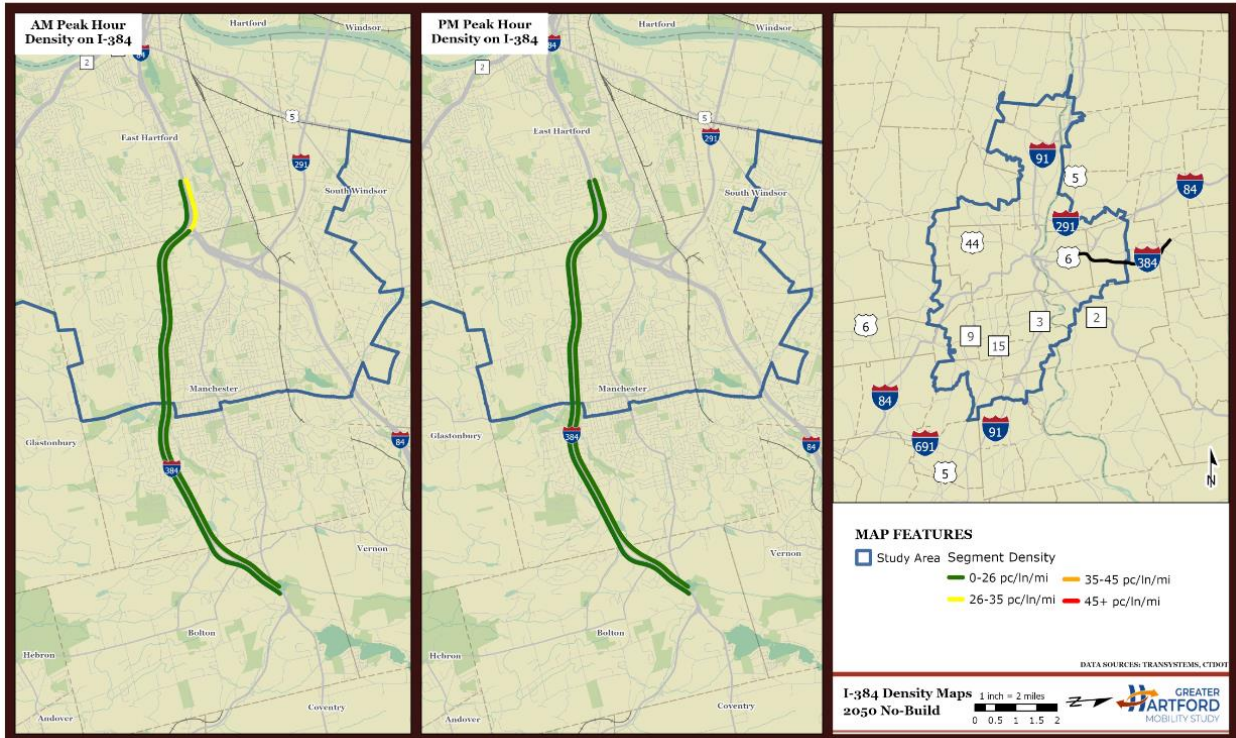 AM Peak Hour
Density on I-384
Hartford
Windsor
84
2
5
East Hartford
291
South Windsor
Manchester
Glastonbury
84
384
Vernon
Bolton
Hebron
Andover
Coventry
PM Peak Hour
Density on I-384
Hartford
Windsor
84
2
5
East Hartford
291
South Windsor
Manchester
Glastonbury
384
84
Vernon
Bolton
Hebron
Andover
Coventry
91
5
84
291
44
6
384
6
9
15
3
2
84
91
691
5
N
MAP FEATURES
Study Area
Segment Density
0-26 pc/ln/mi
35-45 pc/ln/mi
26-35 pc/ln/mi
45+ pc/ln/mi
DATA SOURCES: TRANSYSTEMS, CTDOT
I-384 Density Maps
2050 No-Build
1 inch = 2 miles
0 0.5 1 1.5 2
N
GREATER
HARTFORD
MOBILITY STUDY